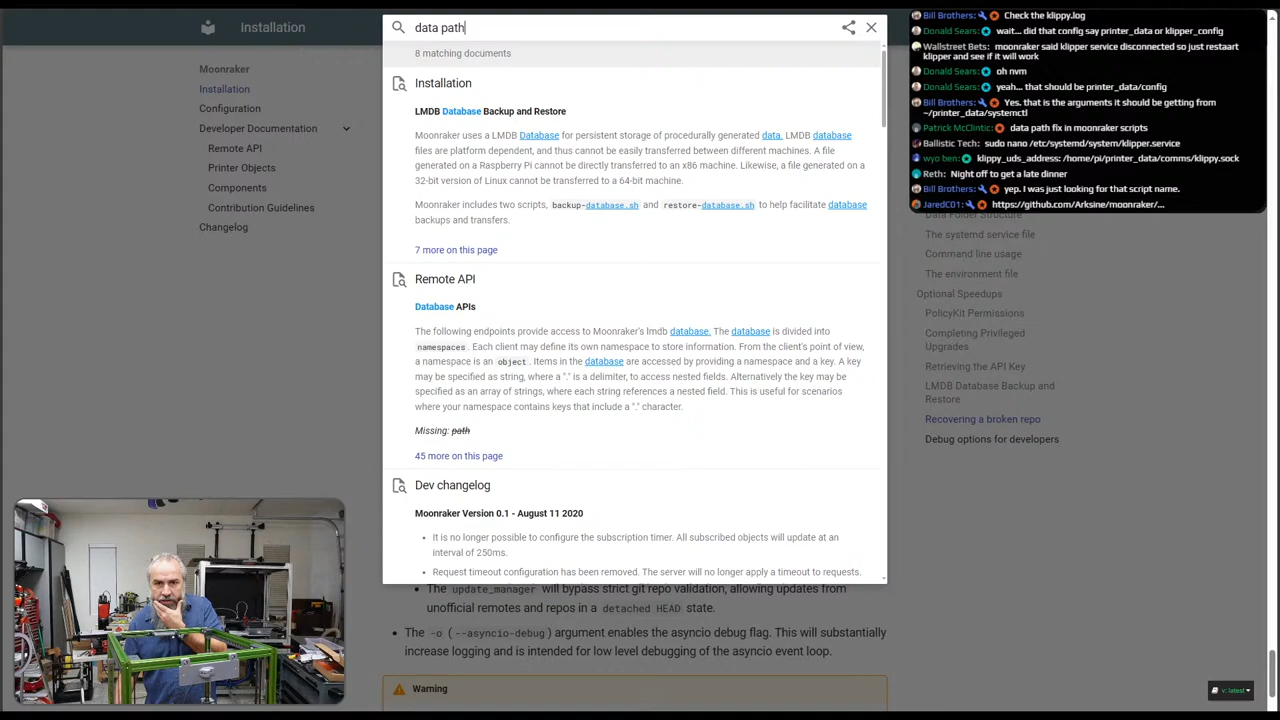 Installation
Moonraker
Installation
Configuration
Developer Documentation
Remote API
Printer Objects
Components
Contribution Guidelines
Changelog
data path
8 matching documents
Installation
LMDB Database Backup and Restore
Moonraker uses a LMDB Database for persistent storage of procedurally generated data. LMDB database
files are platform dependent, and thus cannot be easily transferred between different machines. A file
generated on a Raspberry Pi cannot be directly transferred to an x86 machine. Likewise, a file generated on a
32-bit version of Linux cannot be transferred to a 64-bit machine.
Moonraker includes two scripts, backup-database.sh and restore-database.sh to help facilitate database
backups and transfers.
7 more on this page
Remote API
Database APIs
The following endpoints provide access to Moonraker's lmdb database. The database is divided into
namespaces. Each client may define its own namespace to store information. From the client's point of view,
a namespace is an object. Items in the database are accessed by providing a namespace and a key. A key
may be specified as string, where a "." is a delimiter, to access nested fields. Alternatively the key may be
specified as an array of strings, where each string references a nested field. This is useful for scenarios
where your namespace contains keys that include a "." character.
Missing: path
45 more on this page
Dev changelog
Moonraker Version 0.1 - August 11 2020
• It is no longer possible to configure the subscription timer. All subscribed objects will update at an
interval of 250ms.
• Request timeout configuration has been removed. The server will no longer apply a timeout to requests.
• The update_manager will bypass strict git repo validation, allowing updates from
unofficial remotes and repos in a detached HEAD state.
• The -o (--asyncio-debug) argument enables the asyncio debug flag. This will substantially
increase logging and is intended for low level debugging of the asyncio event loop.
Warning
Bill Brothers: Check the klippy.log
Donald Sears: wait... did that config say printer_data or klipper_config
Wallstreet Bets: moonraker said klipper service disconnected so just restaart
klipper and see if it will work
Donald Sears: oh nvm
Donald Sears: yeah... that should be printer_data/config
Bill Brothers: Yes. that is the arguments it should be getting from
~/printer_data/systemctl
Patrick McClintic: data path fix in moonraker scripts
Ballistic Tech: sudo nano /etc/systemd/system/klipper.service
wyo ben: klippy_uds_address: /home/pi/printer_data/comms/klippy.sock
Reth: Night off to get a late dinner
Bill Brothers: yep. I was just looking for that script name.
JaredC01: https://github.com/Arksine/moonraker/...
Data Folder Structure
The systemd service file
Command line usage
The environment file
Optional Speedups
PolicyKit Permissions
Completing Privileged
Upgrades
Retrieving the API Key
LMDB Database Backup and
Restore
Recovering a broken repo
Debug options for developers
v: latest